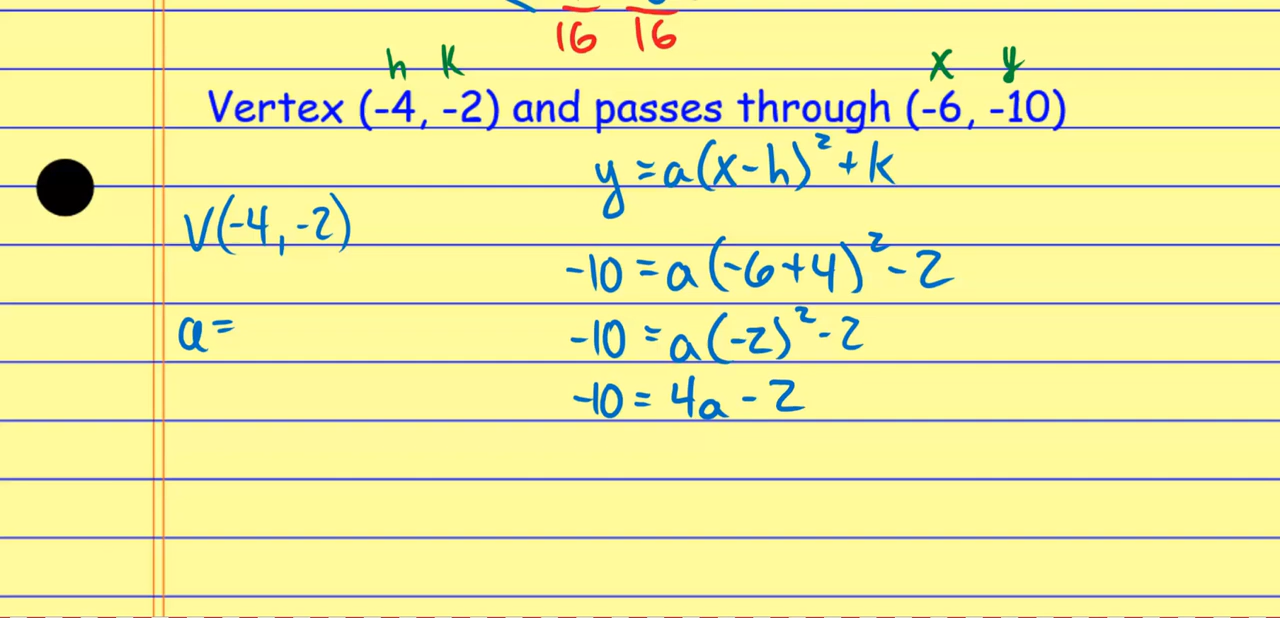 16 16
h k
x y
Vertex (-4, -2) and passes through (-6, -10)
y = a(x-h)² + k
V(-4, -2)
-10 = a(-6+4)² - 2
a =
-10 = a(-2)² - 2
-10 = 4a - 2